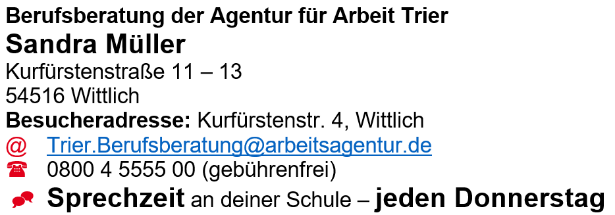 Berufsberatung der Agentur für Arbeit Trier
Sandra Müller
Kurfürstenstraße 11 – 13
54516 Wittlich
Besucheradresse: Kurfürstenstr. 4, Wittlich
@ Trier.Berufsberatung@arbeitsagentur.de
☎ 0800 4 5555 00 (gebührenfrei)
Sprechzeit an deiner Schule – jeden Donnerstag